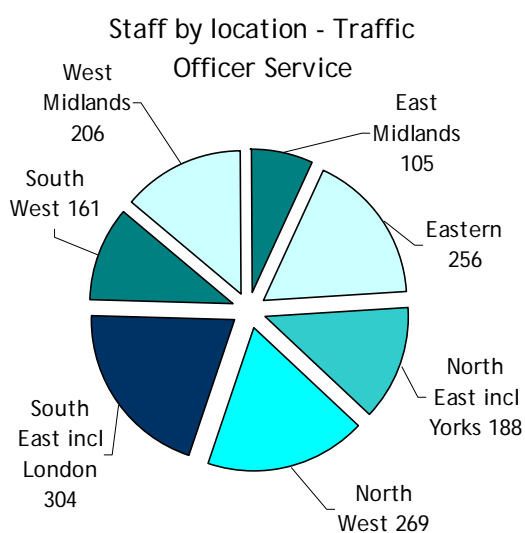 Staff by location - Traffic
Officer Service
West
Midlands
206
East
Midlands
105
South
West 161
Eastern
256
North
East incl
Yorks 188
South
East incl
London
304
North
West 269